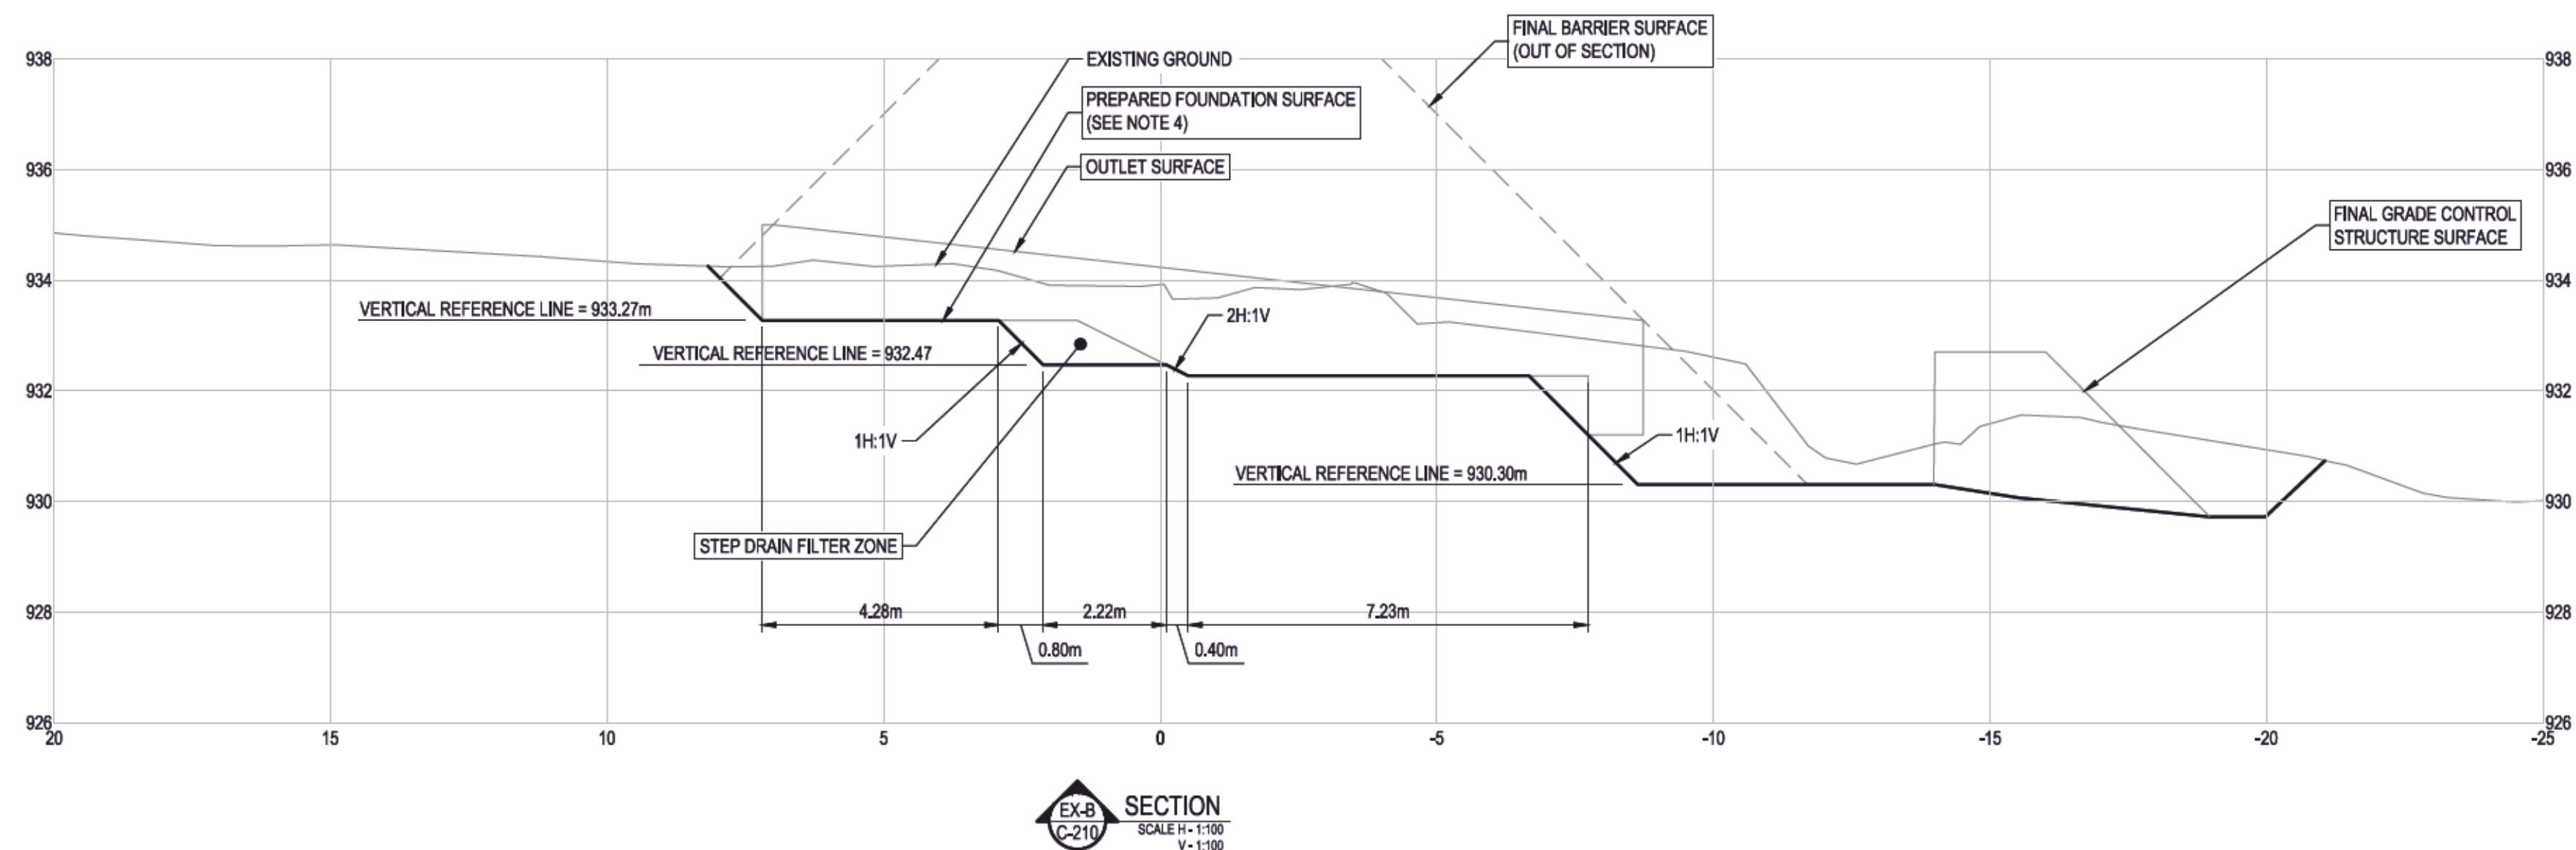 FINAL BARRIER SURFACE
(OUT OF SECTION)
938
938
EXISTING GROUND
PREPARED FOUNDATION SURFACE
(SEE NOTE 4)
936
OUTLET SURFACE
936
FINAL GRADE CONTROL
STRUCTURE SURFACE
934
934
VERTICAL REFERENCE LINE = 933.27m
2H:1V
VERTICAL REFERENCE LINE = 932.47
932
932
1H:1V
1H:1V
VERTICAL REFERENCE LINE = 930.30m
930
930
STEP DRAIN FILTER ZONE
928
4.28m
2.22m
7.23m
928
0.80m
0.40m
926
926
20
15
10
5
0
-5
-10
-15
-20
-25
EX-B
C-210
SECTION
SCALE H - 1:100
V - 1:100